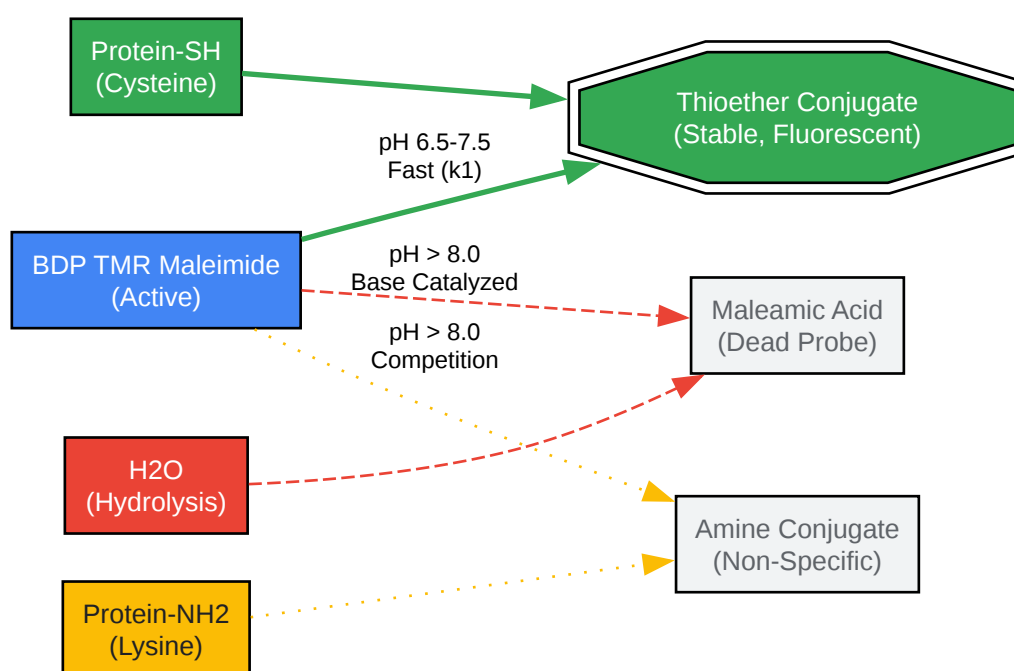 Protein-SH
(Cysteine)
Thioether Conjugate
(Stable, Fluorescent)
pH 6.5-7.5
Fast (k1)
BDP TMR Maleimide
(Active)
pH > 8.0
Base Catalyzed
Maleamic Acid
(Dead Probe)
pH > 8.0
Competition
H2O
(Hydrolysis)
Amine Conjugate
(Non-Specific)
Protein-NH2
(Lysine)